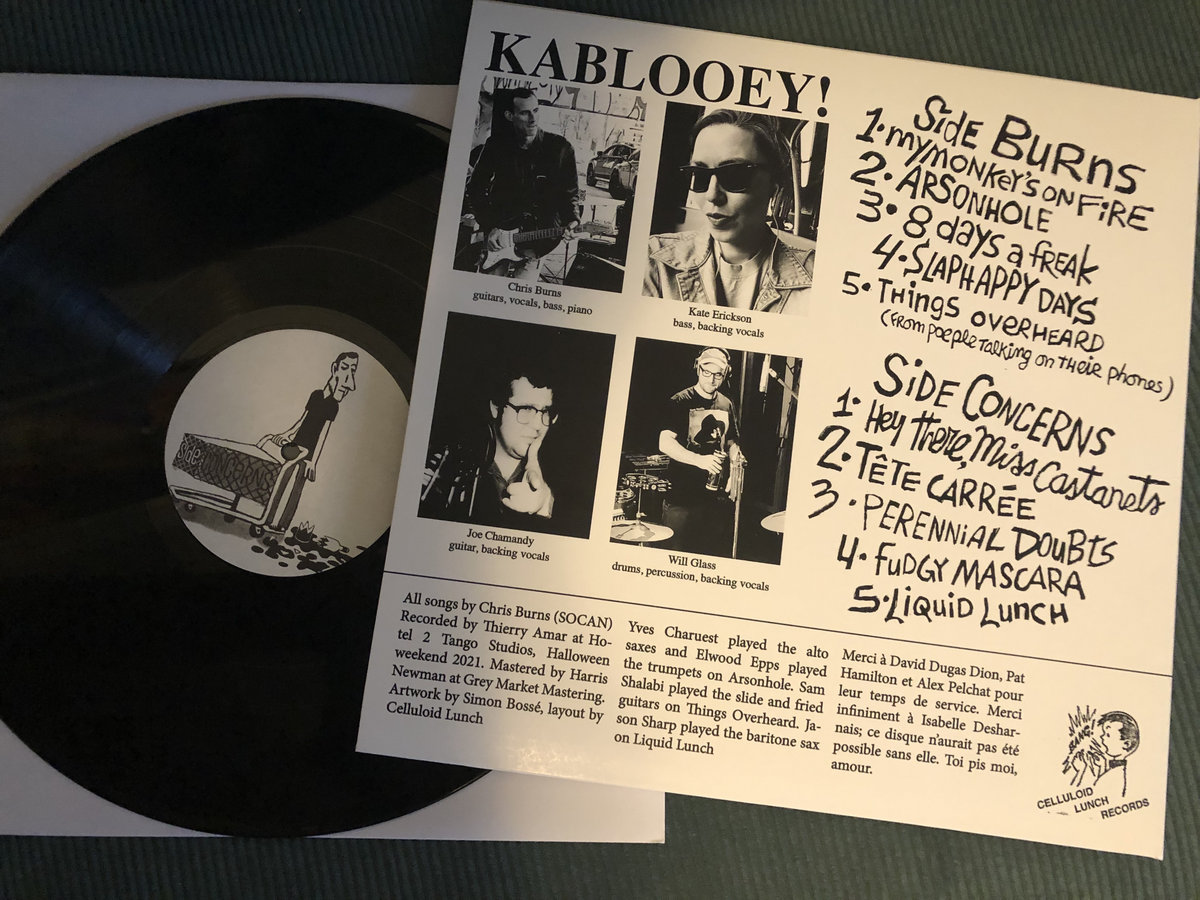 KABLOOEY!
Chris Burns
guitars, vocals, bass, piano
Kate Erickson
bass, backing vocals
Joe Chamandy
guitar, backing vocals
Will Glass
drums, percussion, backing vocals
SiDE BURnS
1. myMONKEY'S ON FiRE
2. ARSONHOLE
3. 8 days a fREAK
4. SLAPHAPPY DAYS
5. THings oveRHEARD
(FRom poeple talking on THEiR phones)
SiDE CONCERNS
1. Hey There, Miss Castanets
2. TÊTE CARRÉE
3. PERENNiAL DOUBTS
4. FUDGY MASCARA
5. LiQUiD LUNCH
All songs by Chris Burns (SOCAN)
Recorded by Thierry Amar at Ho-
tel 2 Tango Studios, Halloween
weekend 2021. Mastered by Harris
Newman at Grey Market Mastering.
Artwork by Simon Bossé, layout by
Celluloid Lunch
Yves Charuest played the alto
saxes and Elwood Epps played
the trumpets on Arsonhole. Sam
Shalabi played the slide and fried
guitars on Things Overheard. Ja-
son Sharp played the baritone sax
on Liquid Lunch
Merci à David Dugas Dion, Pat
Hamilton et Alex Pelchat pour
leur temps de service. Merci
infiniment à Isabelle Deshar-
nais; ce disque n'aurait pas été
possible sans elle. Toi pis moi,
amour.
BANG!
POW
CELLULOID
LUNCH
RECORDS
Side
CONCERNS